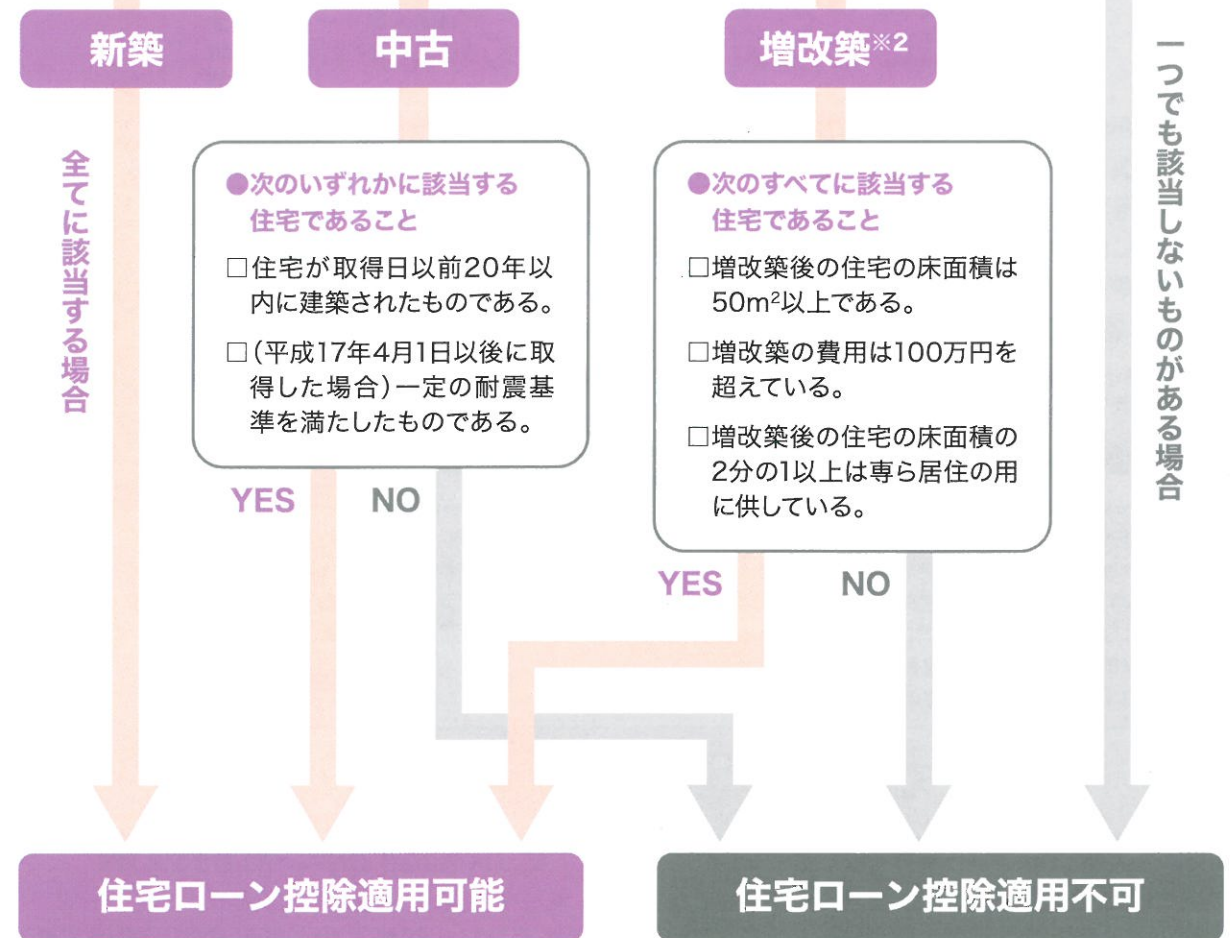 新築
中古
増改築※2
全てに該当する場合
●次のいずれかに該当する
住宅であること
□住宅が取得日以前20年以
内に建築されたものである。
□(平成17年4月1日以後に取
得した場合)一定の耐震基
準を満たしたものである。
YES
NO
●次のすべてに該当する
住宅であること
□増改築後の住宅の床面積は
50m²以上である。
□増改築の費用は100万円を
超えている。
□増改築後の住宅の床面積の
2分の1以上は専ら居住の用
に供している。
YES
NO
一つでも該当しないものがある場合
住宅ローン控除適用可能
住宅ローン控除適用不可